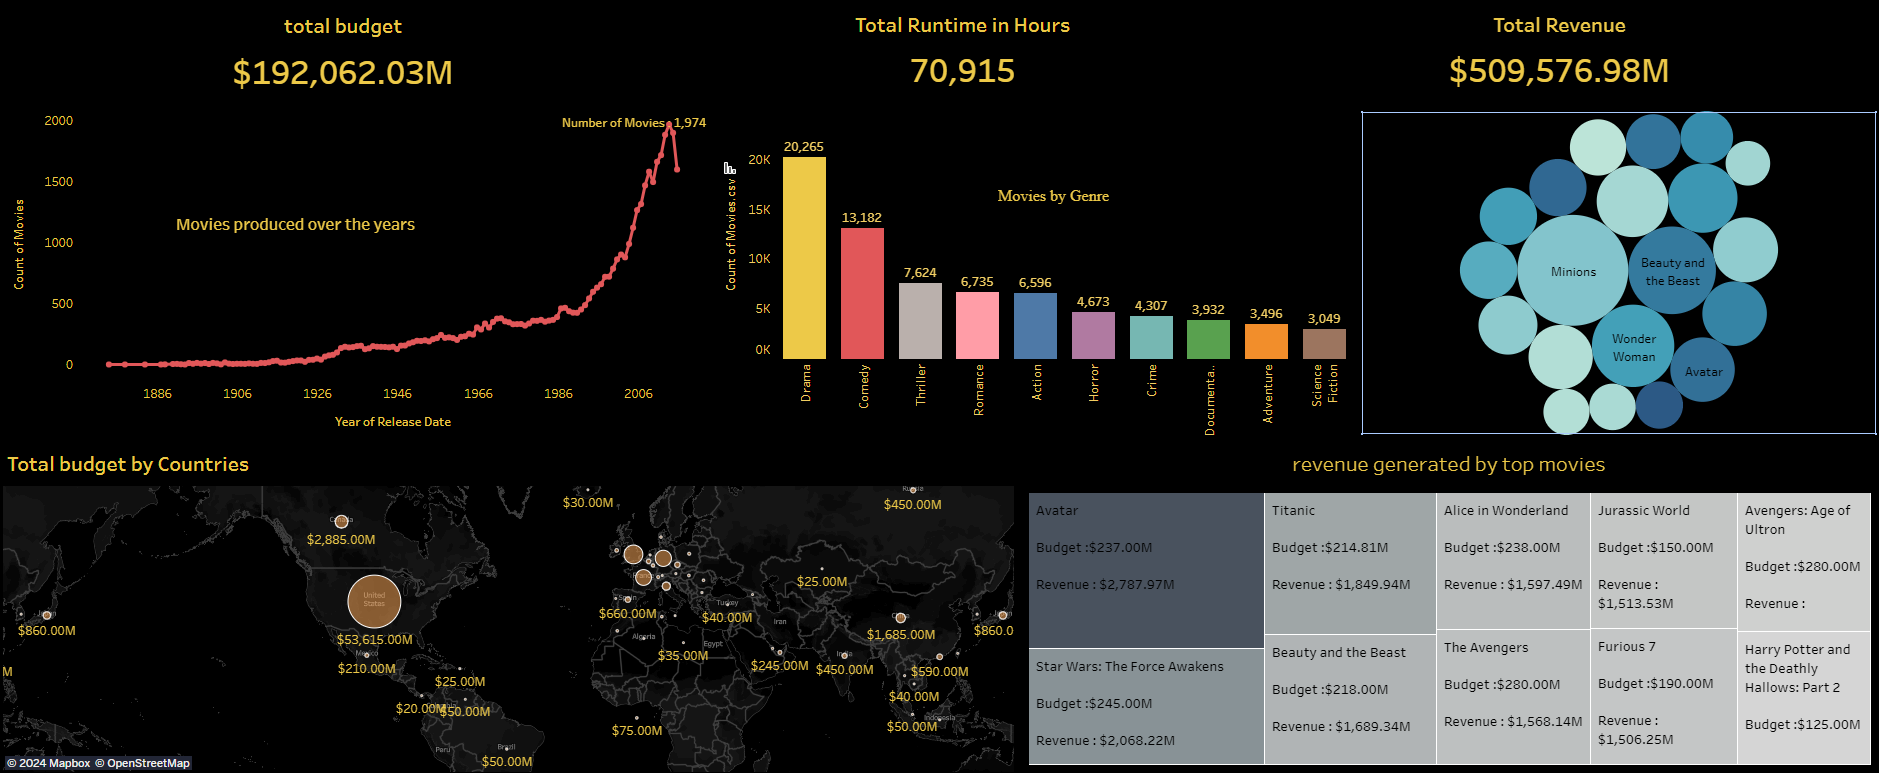 total budget
$192,062.03M
Total Runtime in Hours
70,915
Total Revenue
$509,576.98M
Number of Movies 1,974
2000
1500
1000
500
0
Count of Movies
Movies produced over the years
1886
1906
1926
1946
1966
1986
2006
Year of Release Date
Movies by Genre
Count of Movies.csv
20K
15K
10K
5K
0K
20,265
13,182
7,624
6,735
6,596
4,673
4,307
3,932
3,496
3,049
Drama
Comedy
Thriller
Romance
Action
Horror
Crime
Documenta..
Adventure
Science
Fiction
Minions
Beauty and
the Beast
Wonder
Woman
Avatar
Total budget by Countries
$30.00M
Russia
$450.00M
Canada
$2,885.00M
United
States
$53,615.00M
Japan
$860.00M
Mexico
$210.00M
$25.00M
$20.00M
$50.00M
Peru
Brazil
$50.00M
M
France
Spain
$660.00M
Turkey
$40.00M
$25.00M
Iran
Algeria
Egypt
$35.00M
$245.00M
India
$450.00M
China
$1,685.00M
$860.0
$590.00M
$40.00M
Indonesia
$50.00M
$75.00M
© 2024 Mapbox © OpenStreetMap
revenue generated by top movies
Avatar
Budget :$237.00M
Revenue : $2,787.97M
Star Wars: The Force Awakens
Budget :$245.00M
Revenue : $2,068.22M
Titanic
Budget :$214.81M
Revenue : $1,849.94M
Beauty and the Beast
Budget :$218.00M
Revenue : $1,689.34M
Alice in Wonderland
Budget :$238.00M
Revenue : $1,597.49M
The Avengers
Budget :$280.00M
Revenue : $1,568.14M
Jurassic World
Budget :$150.00M
Revenue :
$1,513.53M
Furious 7
Budget :$190.00M
Revenue :
$1,506.25M
Avengers: Age of
Ultron
Budget :$280.00M
Revenue :
Harry Potter and
the Deathly
Hallows: Part 2
Budget :$125.00M